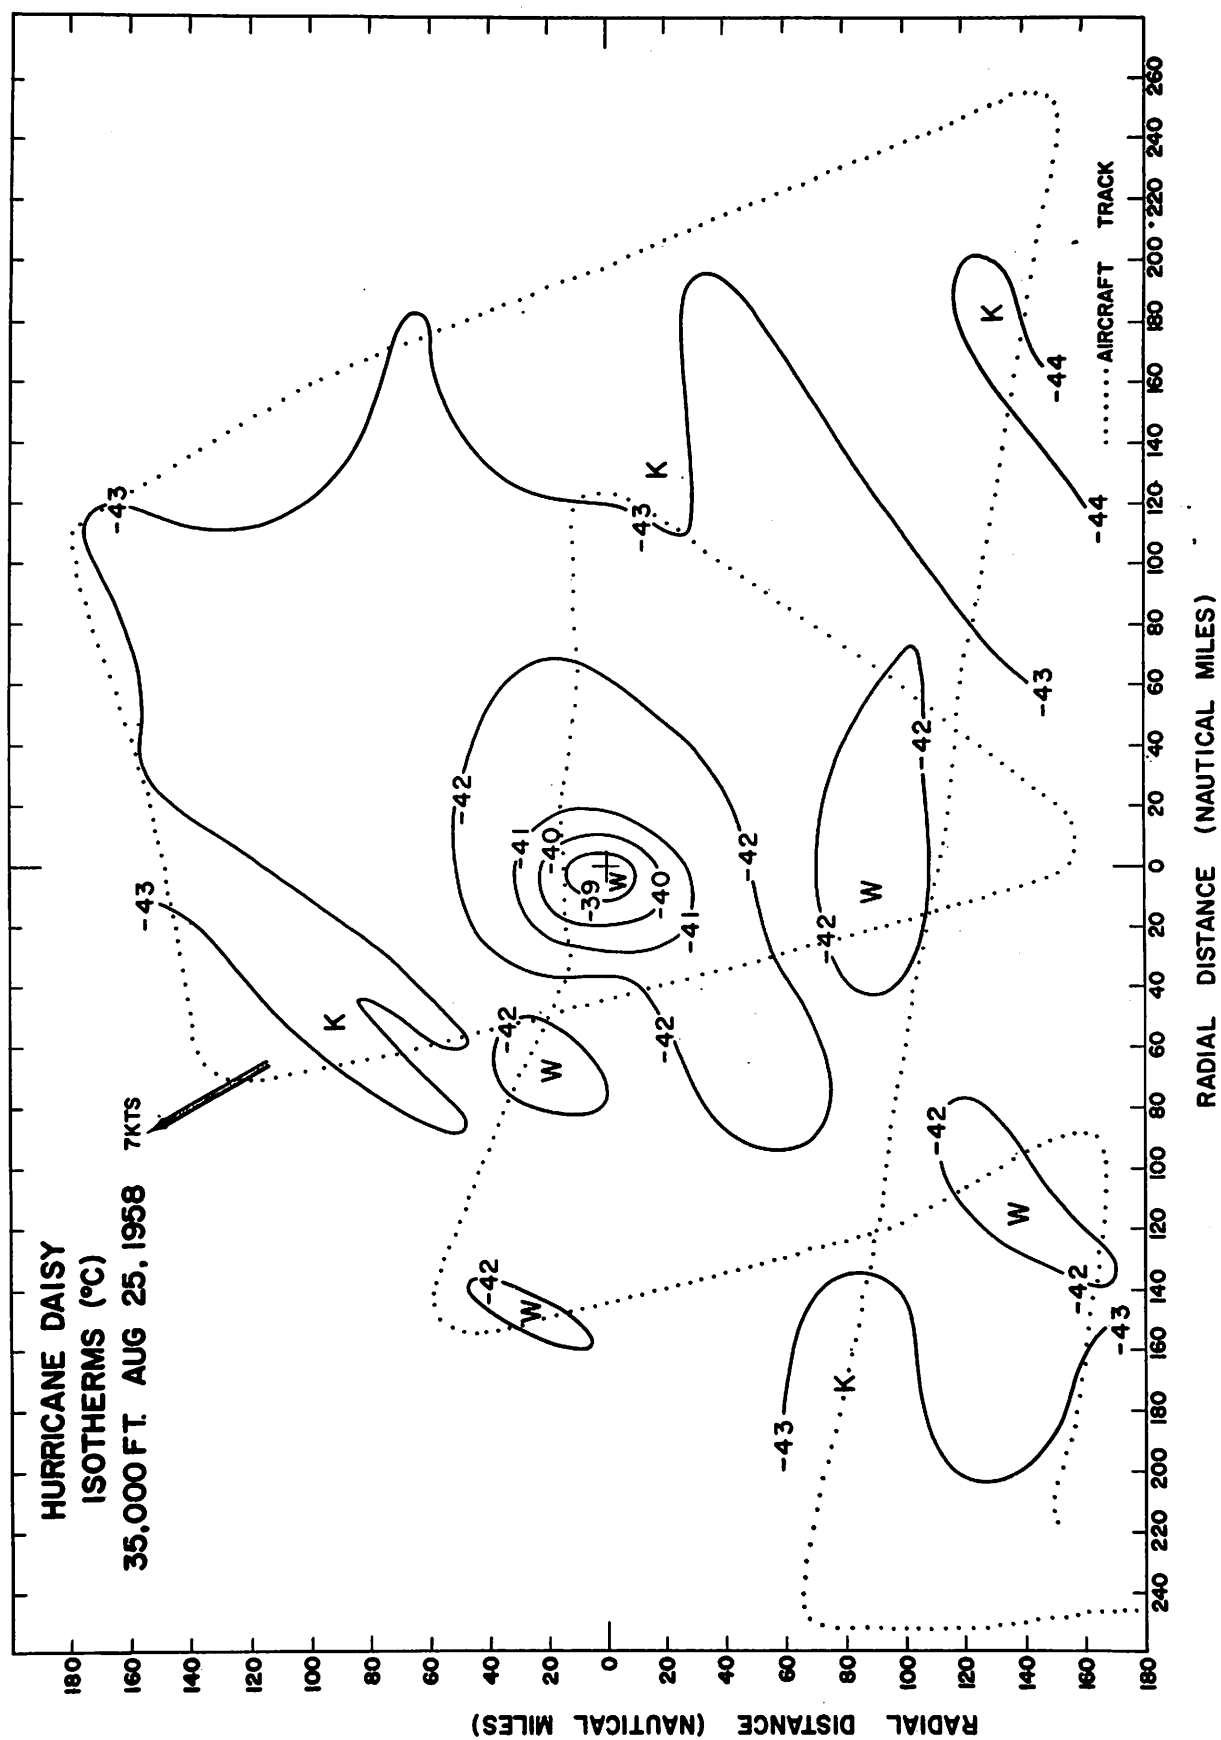 HURRICANE DAISY
ISOTHERMS (°C)
35,000 FT. AUG 25, 1958 7KTS
-43
-43
K
-42
-42
W
-42
W
-41
-40
-39
W
-40
-41
-42
-42
-43
K
-42
W
-42
-43
K
-43
-42
W
-42
-43
-44
K
-44
..... AIRCRAFT TRACK
180 160 140 120 100 80 60 40 20 0 20 40 60 80 100 120 140 160 180
RADIAL DISTANCE (NAUTICAL MILES)
240 220 200 180 160 140 120 100 80 60 40 20 0 20 40 60 80 100 120 140 160 180 200 220 240 260
RADIAL DISTANCE (NAUTICAL MILES)